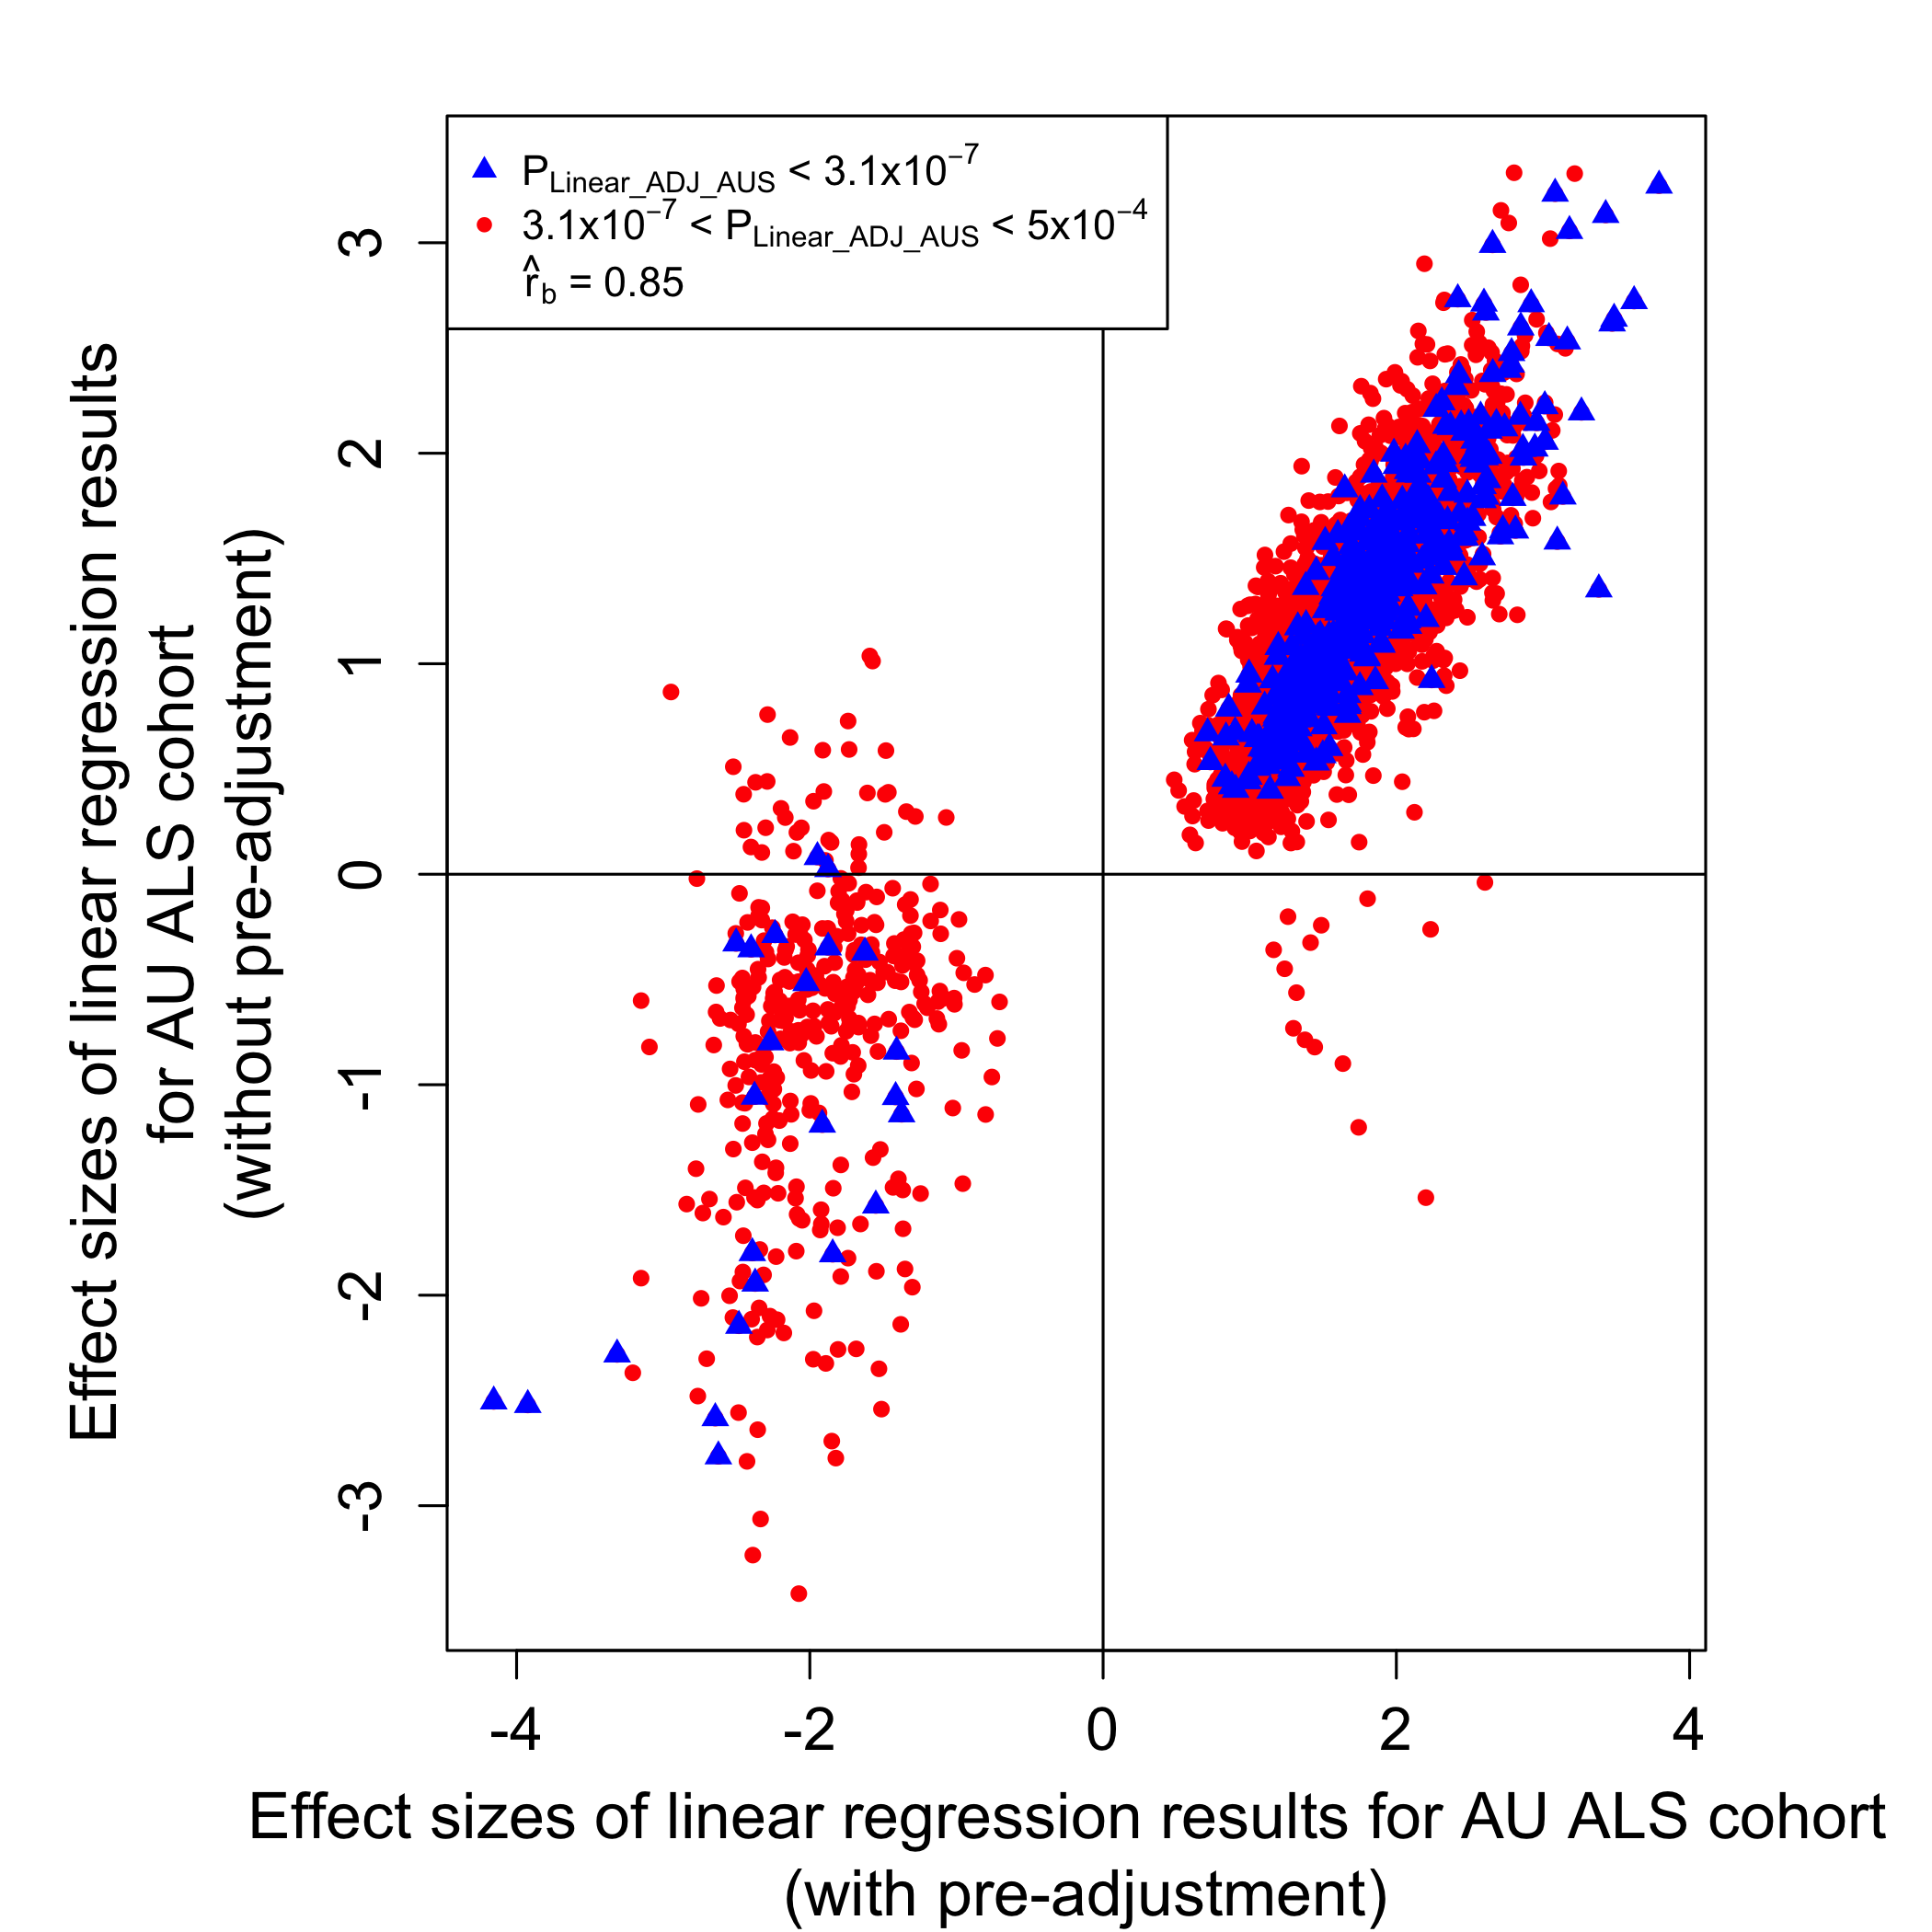 P_Linear_ADJ_AUS < 3.1x10⁻⁷
3.1x10⁻⁷ < P_Linear_ADJ_AUS < 5x10⁻⁴
r̂_b = 0.85
Effect sizes of linear regression results
for AU ALS cohort
(without pre-adjustment)
3
2
1
0
-1
-2
-3
-4 -2 0 2 4
Effect sizes of linear regression results for AU ALS cohort
(with pre-adjustment)